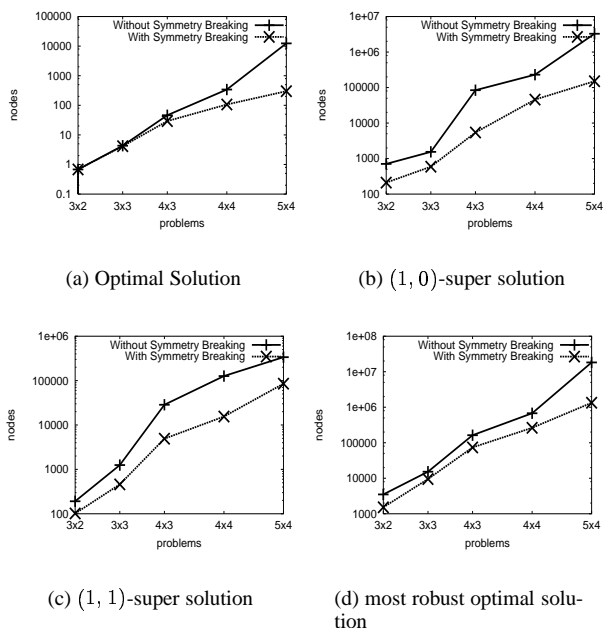 100000
10000
1000
100
10
1
0.1
nodes
Without Symmetry Breaking
With Symmetry Breaking
3x2 3x3 4x3 4x4 5x4
problems
(a) Optimal Solution
1e+07
1e+06
100000
10000
1000
100
nodes
Without Symmetry Breaking
With Symmetry Breaking
3x2 3x3 4x3 4x4 5x4
problems
(b) (1, 0)-super solution
1e+06
100000
10000
1000
100
nodes
Without Symmetry Breaking
With Symmetry Breaking
3x2 3x3 4x3 4x4 5x4
problems
(c) (1, 1)-super solution
1e+08
1e+07
1e+06
100000
10000
1000
nodes
Without Symmetry Breaking
With Symmetry Breaking
3x2 3x3 4x3 4x4 5x4
problems
(d) most robust optimal solu-
tion